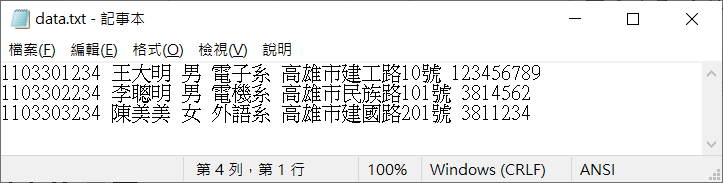 data.txt - 記事本
檔案(F) 編輯(E) 格式(O) 檢視(V) 說明
1103301234 王大明 男 電子系 高雄市建工路10號 123456789
1103302234 李聰明 男 電機系 高雄市民族路101號 3814562
1103303234 陳美美 女 外語系 高雄市建國路201號 3811234
第 4 列，第 1 行 100% Windows (CRLF) ANSI